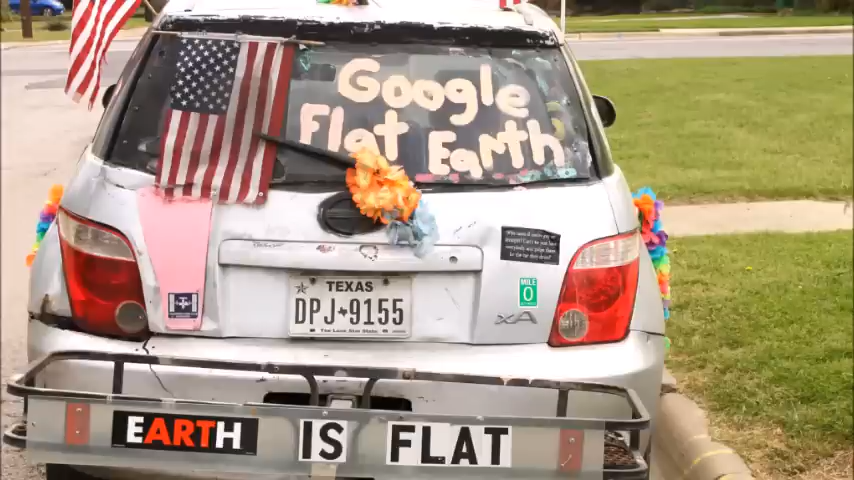 Google
Flat Earth
MILE
0
TEXAS
DPJ 9155
The Lone Star State
xA
EARTH IS FLAT